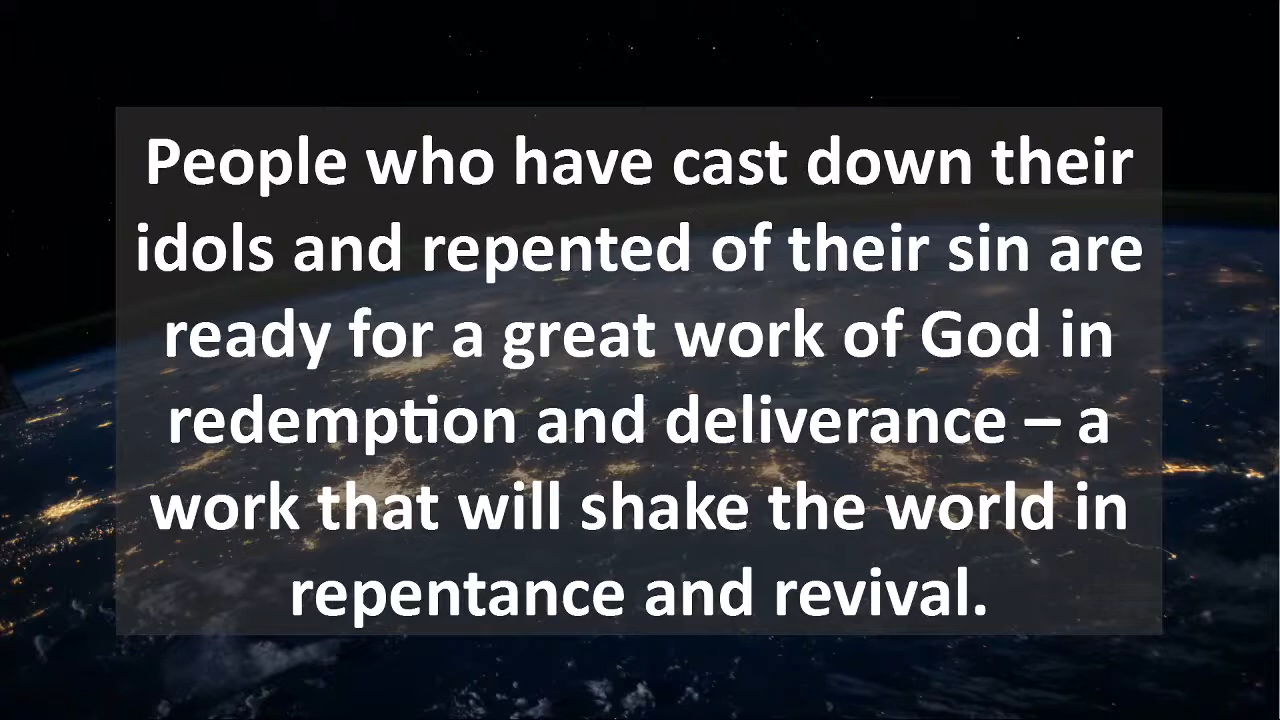 People who have cast down their
idols and repented of their sin are
ready for a great work of God in
redemption and deliverance – a
work that will shake the world in
repentance and revival.